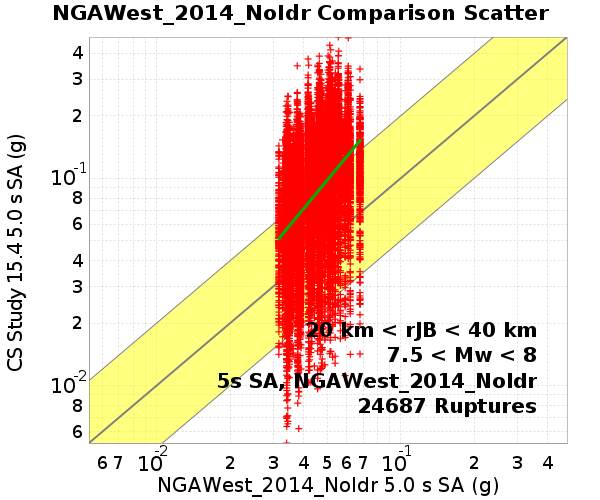 NGAWest_2014_NoIdr Comparison Scatter
CS Study 15.4 5.0 s SA (g)
4
3
2
10^-1
8
6
4
3
2
10^-2
8
6
20 km < rJB < 40 km
7.5 < Mw < 8
5s SA, NGAWest_2014_NoIdr
24687 Ruptures
6 7 10^-2 2 3 4 5 6 7 10^-1 2 3 4
NGAWest_2014_NoIdr 5.0 s SA (g)